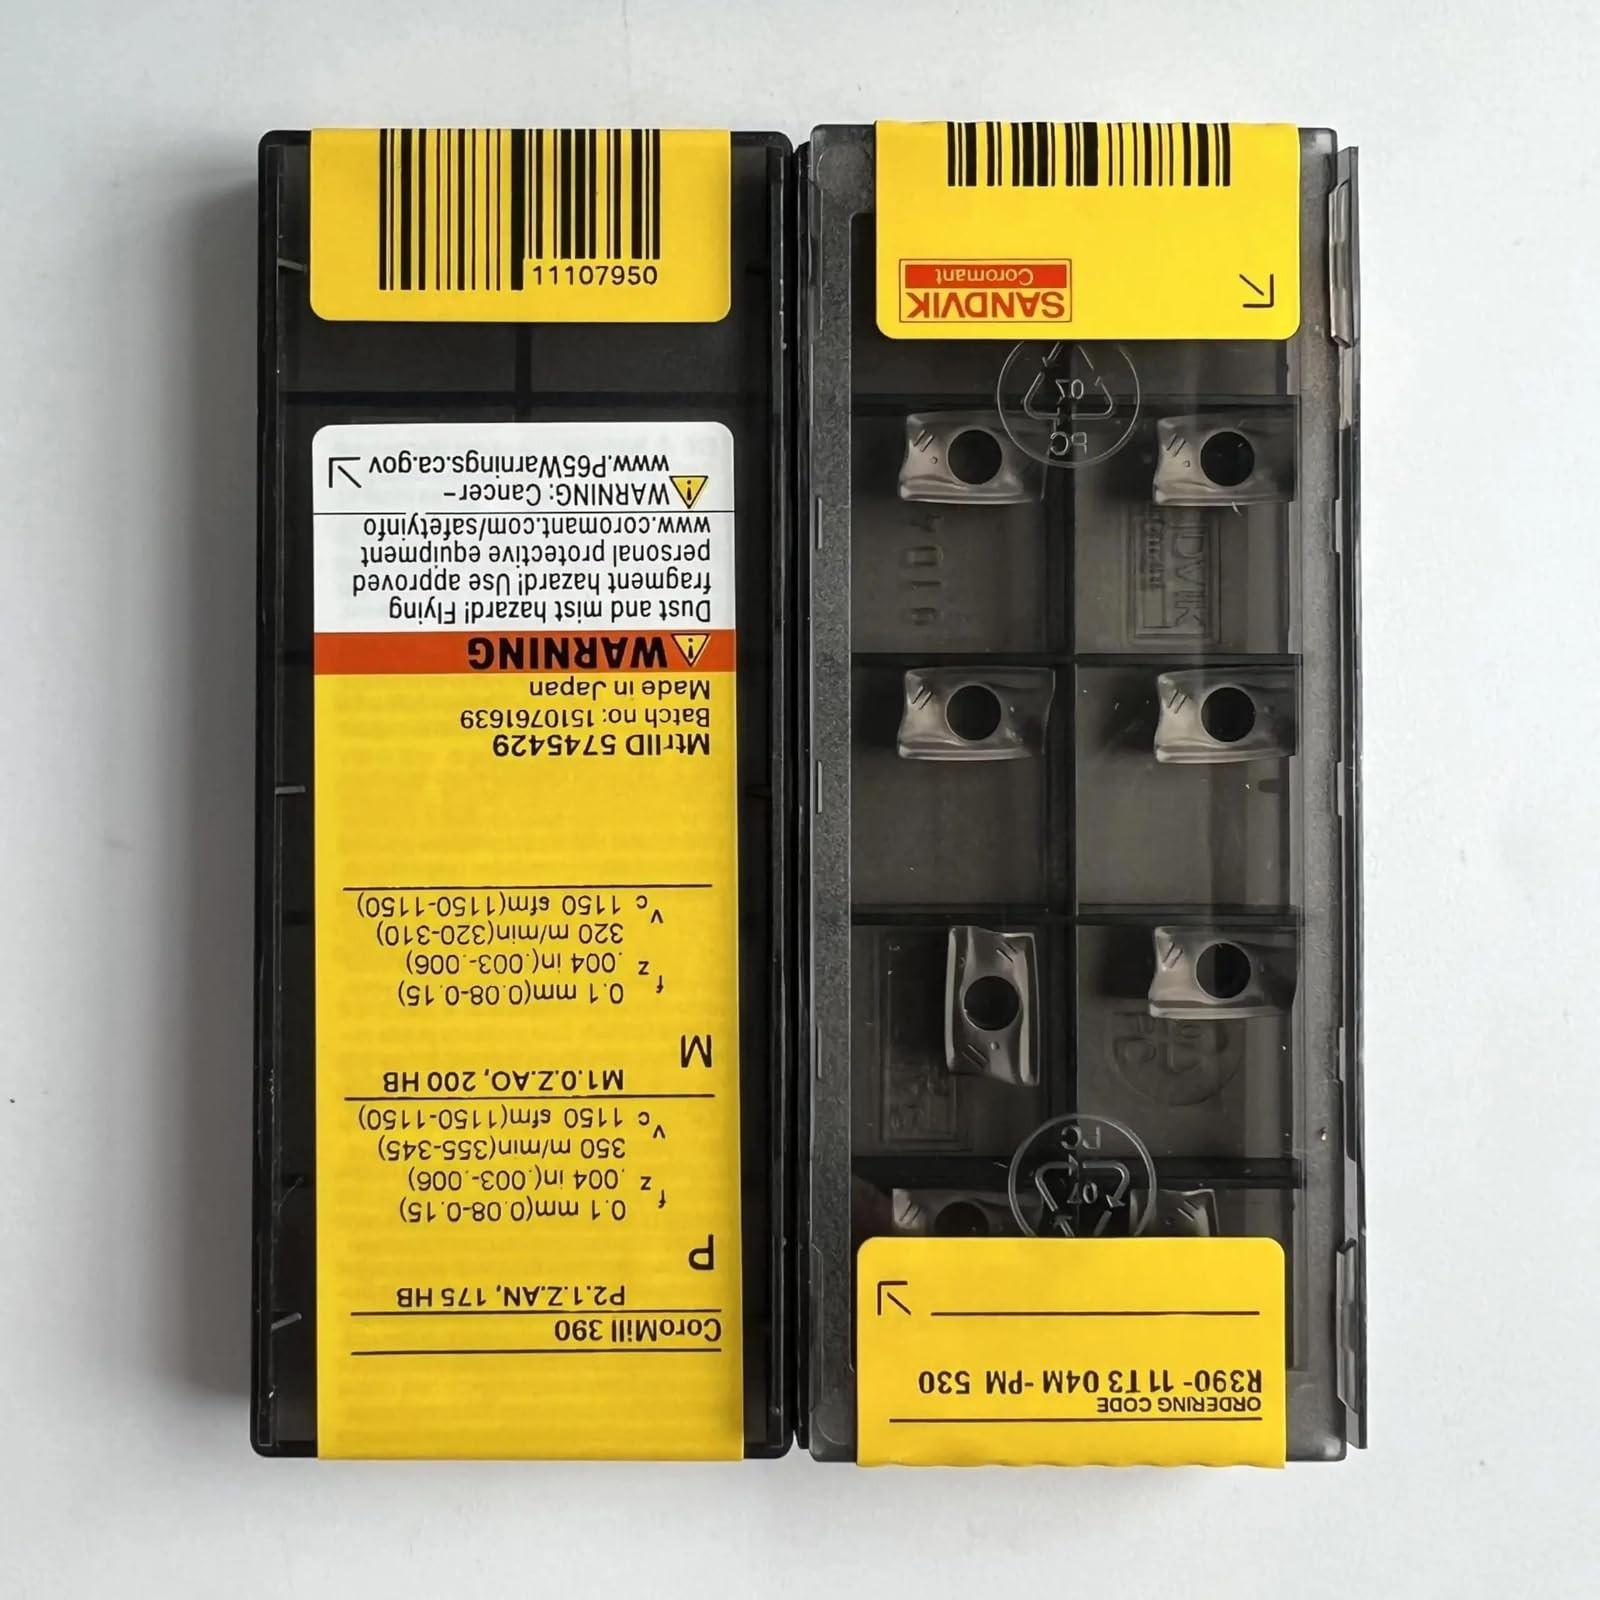 11107950
CoroMill 390
P2.1.Z.AN, 175 HB
P
fz 0.1 mm(0.08-0.15)
.004 in(.003-.006)
vc 350 m/min(355-345)
1150 sfm(1150-1150)
M1.0.Z.AO, 200 HB
M
fz 0.1 mm(0.08-0.15)
.004 in(.003-.006)
vc 320 m/min(320-310)
1150 sfm(1150-1150)
MtrlID 5745429
Batch no: 1510761639
Made in Japan
WARNING
Dust and mist hazard! Flying
fragment hazard! Use approved
personal protective equipment
www.coromant.com/safetyinfo
WARNING: Cancer-
www.P65Warnings.ca.gov
ORDERING CODE
R390-11 T3 04M-PM 530
07
PC
07
PC
SANDVIK
Coromant